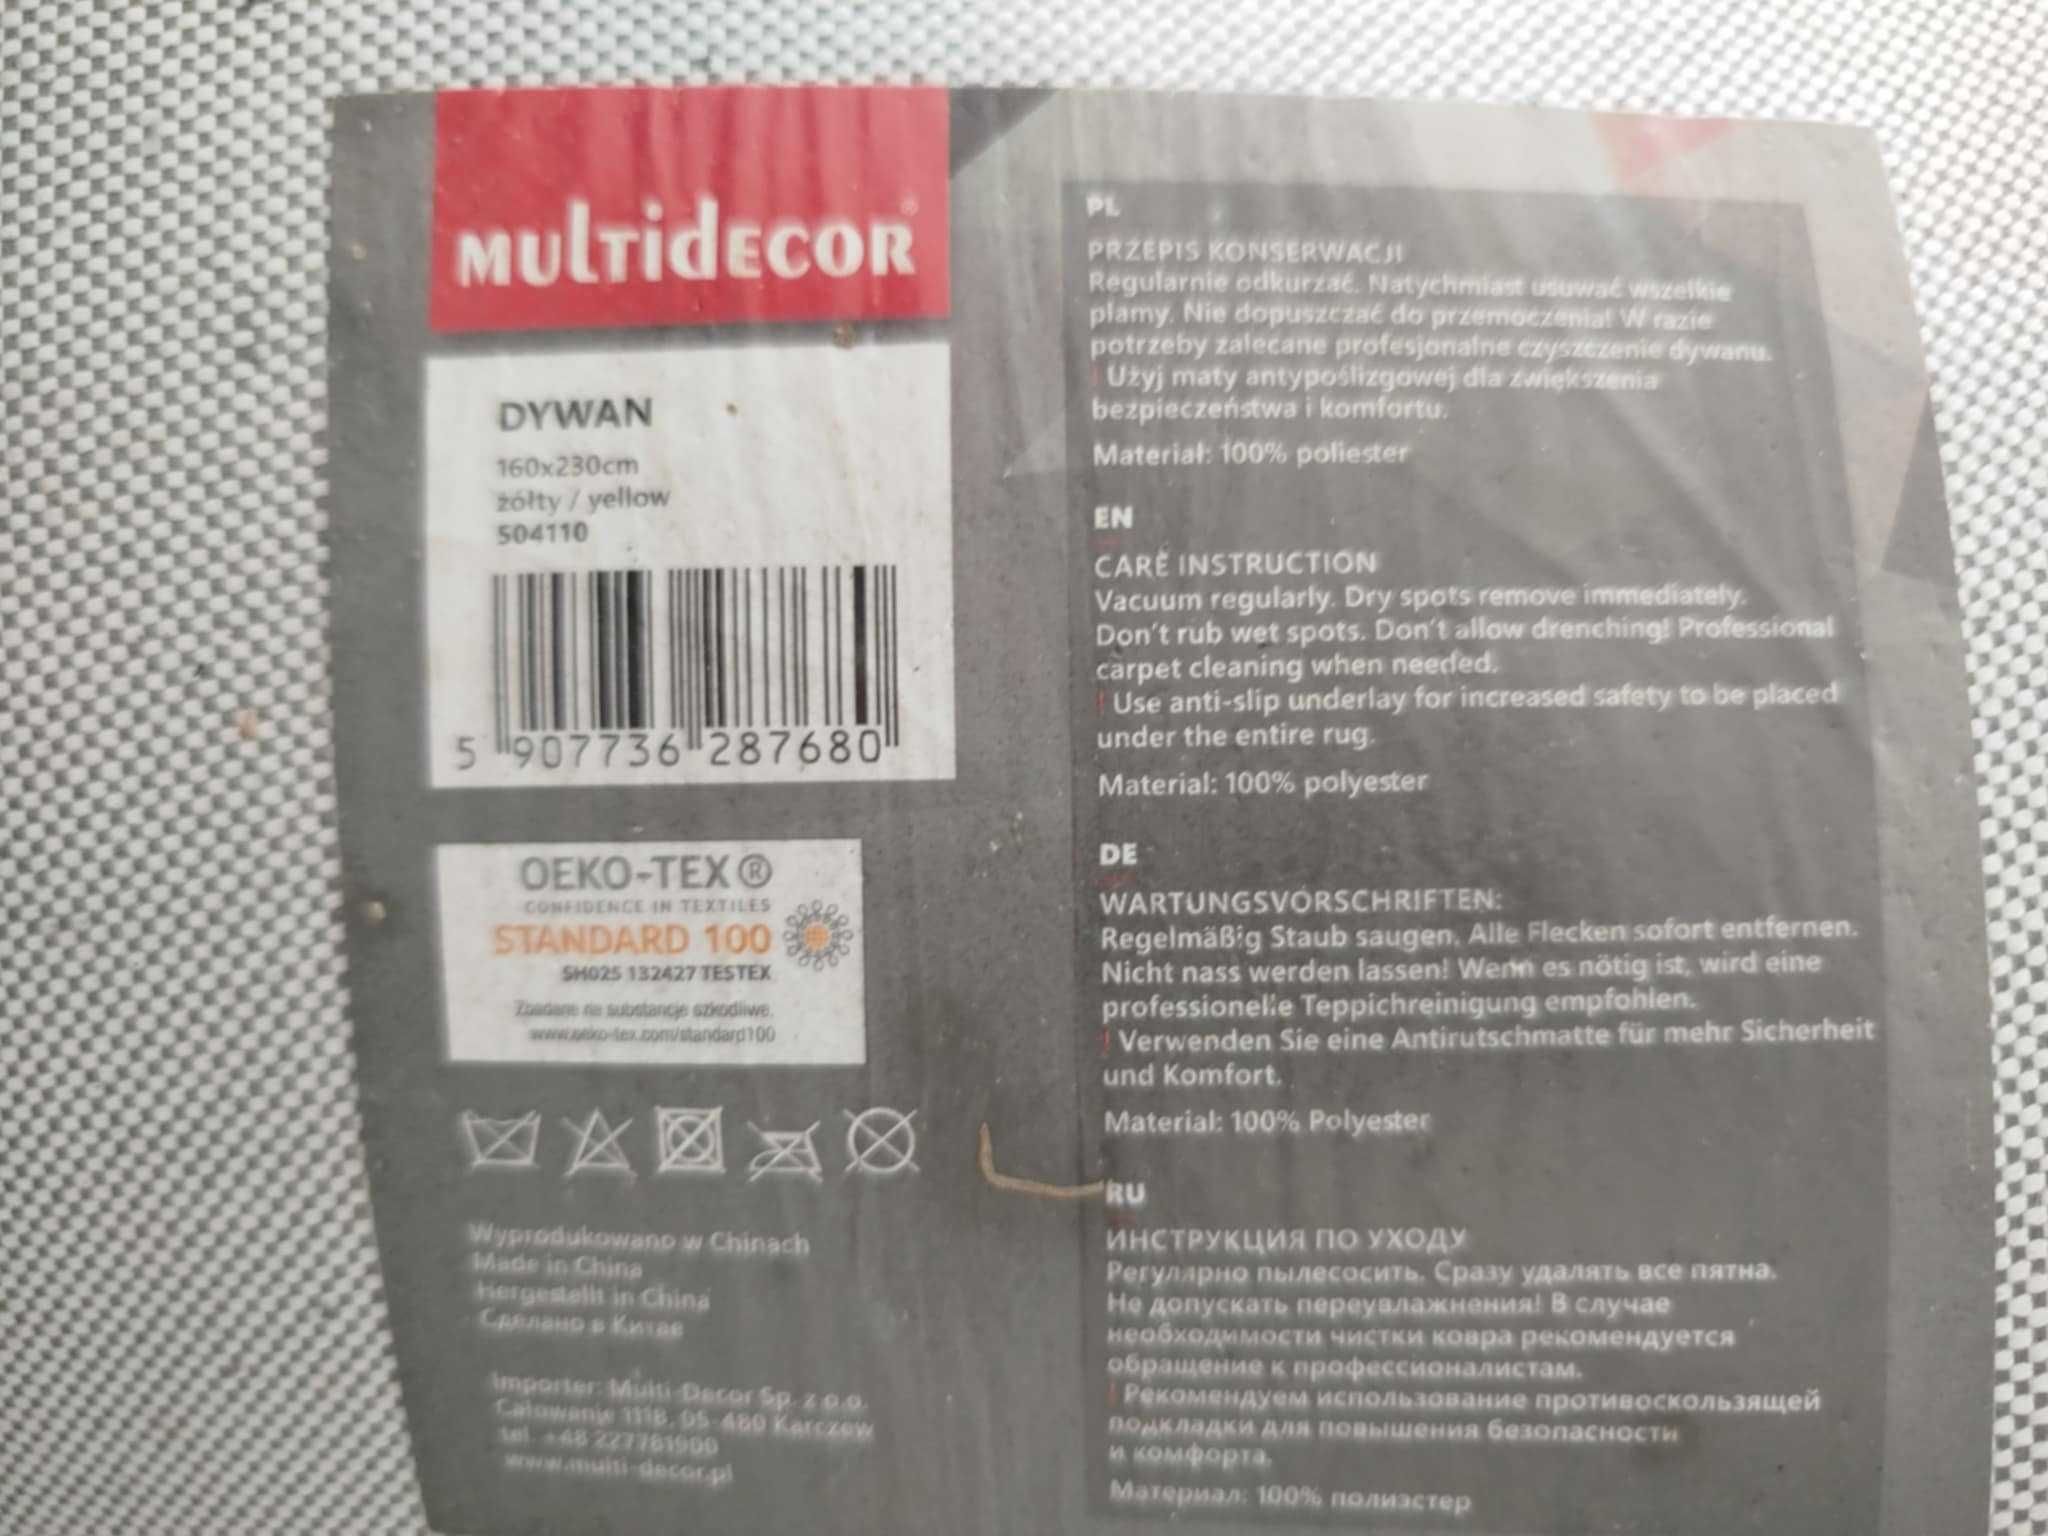 MULTIDECOR®
DYWAN
160x230cm
żółty / yellow
504110
5 907736 287680
OEKO-TEX®
CONFIDENCE IN TEXTILES
STANDARD 100
SH025 132427 TESTEX
Zbadane na substancje szkodliwe.
www.oeko-tex.com/standard100
Wyprodukowano w Chinach
Made in China
Hergestellt in China
Сделано в Китае
Importer: Multi-Decor Sp. z o.o.
Całowanie 111B, 05-480 Karczew
tel. +48 227781900
www.multi-decor.pl
PL
PRZEPIS KONSERWACJI
Regularnie odkurzać. Natychmiast usuwać wszelkie
plamy. Nie dopuszczać do przemoczenia! W razie
potrzeby zalecane profesjonalne czyszczenie dywanu.
! Użyj maty antypoślizgowej dla zwiększenia
bezpieczeństwa i komfortu.
Materiał: 100% poliester
EN
CARE INSTRUCTION
Vacuum regularly. Dry spots remove immediately.
Don't rub wet spots. Don't allow drenching! Professional
carpet cleaning when needed.
! Use anti-slip underlay for increased safety to be placed
under the entire rug.
Material: 100% polyester
DE
WARTUNGSVORSCHRIFTEN:
Regelmäßig Staub saugen. Alle Flecken sofort entfernen.
Nicht nass werden lassen! Wenn es nötig ist, wird eine
professionelle Teppichreinigung empfohlen.
! Verwenden Sie eine Antirutschmatte für mehr Sicherheit
und Komfort.
Material: 100% Polyester
RU
ИНСТРУКЦИЯ ПО УХОДУ
Регулярно пылесосить. Сразу удалять все пятна.
Не допускать переувлажнения! В случае
необходимости чистки ковра рекомендуется
обращение к профессионалистам.
! Рекомендуем использование противоскользящей
подкладки для повышения безопасности
и комфорта.
Материал: 100% полиэстер